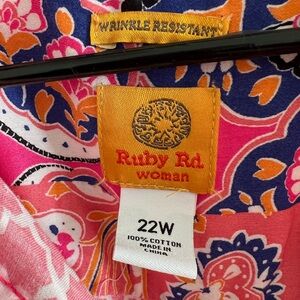 WRINKLE RESISTANT
Ruby Rd.
woman
22W
100% COTTON
MADE IN
CHINA